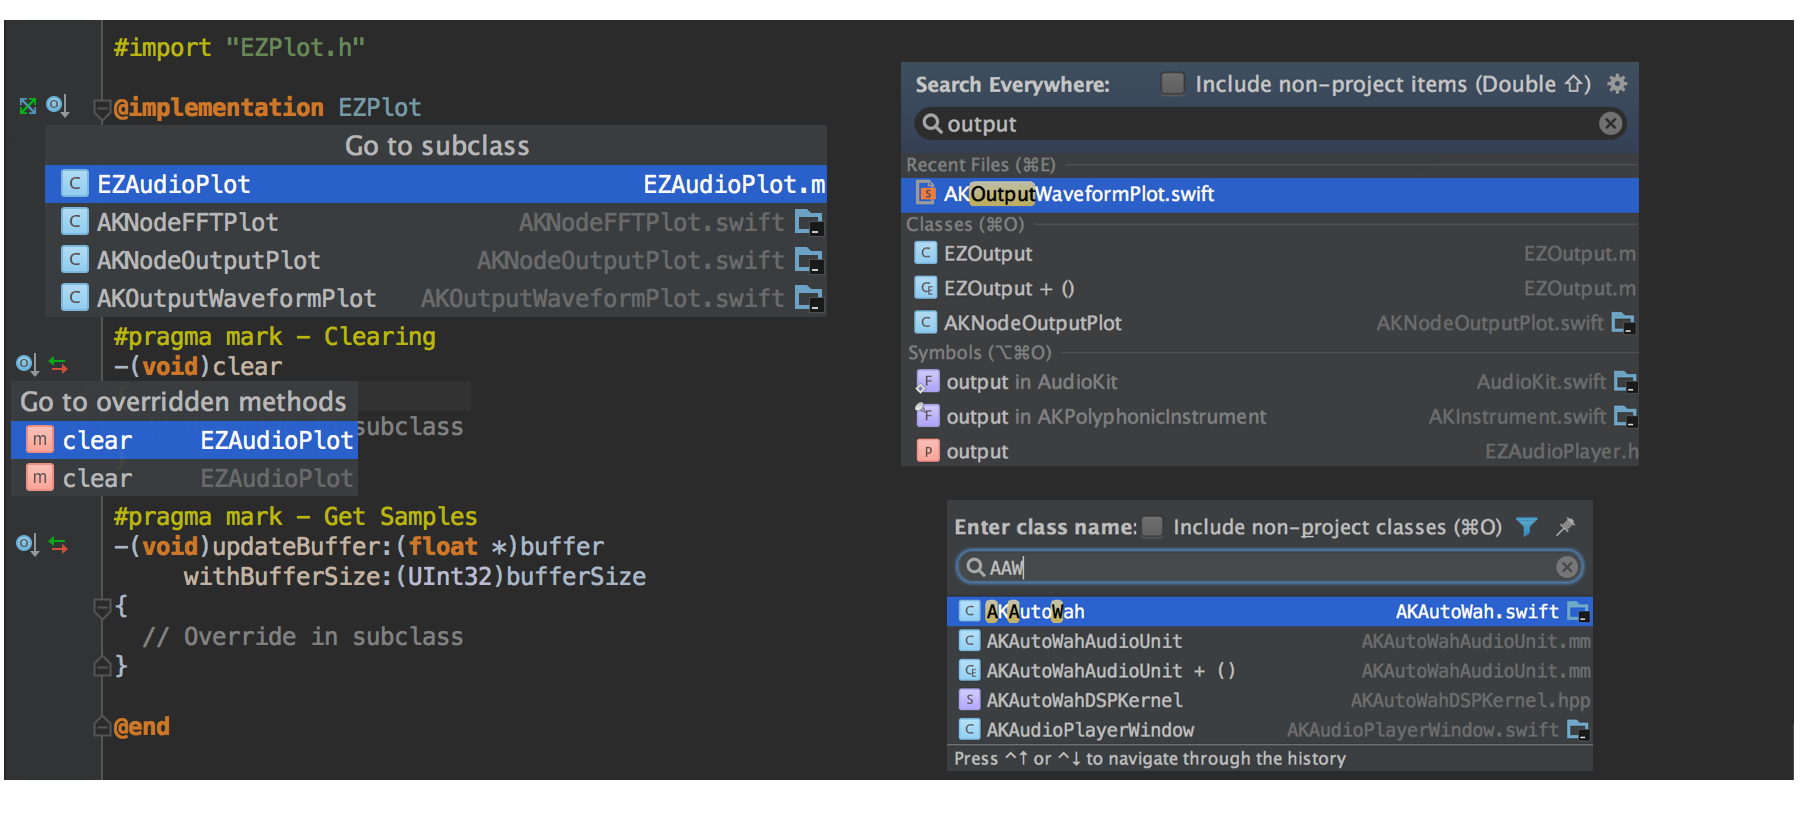 #import "EZPlot.h"
@implementation EZPlot
Go to subclass
C EZAudioPlot EZAudioPlot.m
C AKNodeFFTPlot AKNodeFFTPlot.swift
C AKNodeOutputPlot AKNodeOutputPlot.swift
C AKOutputWaveformPlot AKOutputWaveformPlot.swift
#pragma mark - Clearing
-(void)clear
Go to overridden methods
subclass
m clear EZAudioPlot
m clear EZAudioPlot
#pragma mark - Get Samples
-(void)updateBuffer:(float *)buffer
withBufferSize:(UInt32)bufferSize
{
// Override in subclass
}
@end
Search Everywhere: Include non-project items (Double ⇧)
output
Recent Files (⌘E)
AKOutputWaveformPlot.swift
Classes (⌘O)
C EZOutput EZOutput.m
EZOutput + () EZOutput.m
C AKNodeOutputPlot AKNodeOutputPlot.swift
Symbols (⌥⌘O)
F output in AudioKit AudioKit.swift
F output in AKPolyphonicInstrument AKInstrument.swift
P output EZAudioPlayer.h
Enter class name: Include non-project classes (⌘O)
AAW
C AKAutoWah AKAutoWah.swift
C AKAutoWahAudioUnit AKAutoWahAudioUnit.mm
AKAutoWahAudioUnit + () AKAutoWahAudioUnit.mm
S AKAutoWahDSPKernel AKAutoWahDSPKernel.hpp
C AKAudioPlayerWindow AKAudioPlayerWindow.swift
Press ^↑ or ^↓ to navigate through the history